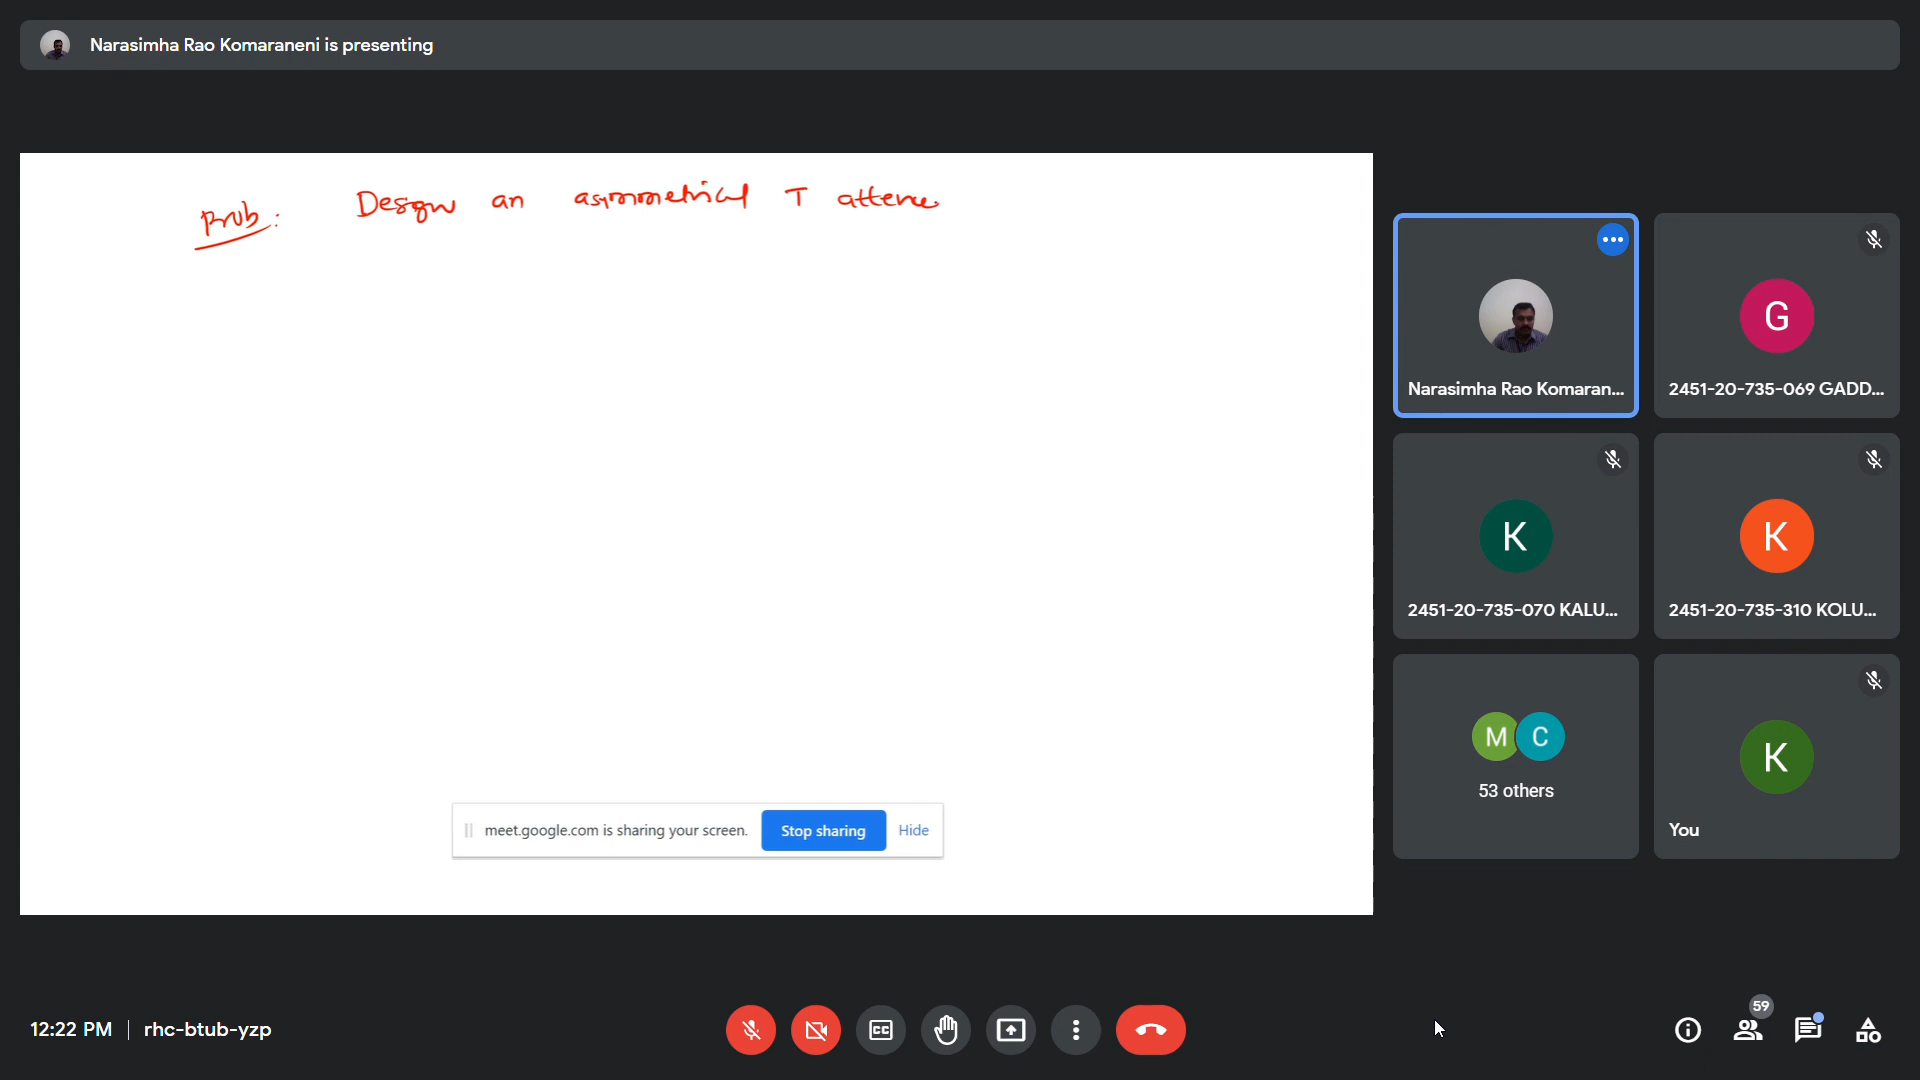 Narasimha Rao Komaraneni is presenting
Prob: Design an asymmetrical T attenu
Narasimha Rao Komaran...
2451-20-735-069 GADD...
2451-20-735-070 KALU...
2451-20-735-310 KOLU...
G
K
K
M C
53 others
K
You
meet.google.com is sharing your screen. Stop sharing Hide
12:22 PM | rhc-btub-yzp
CC
59